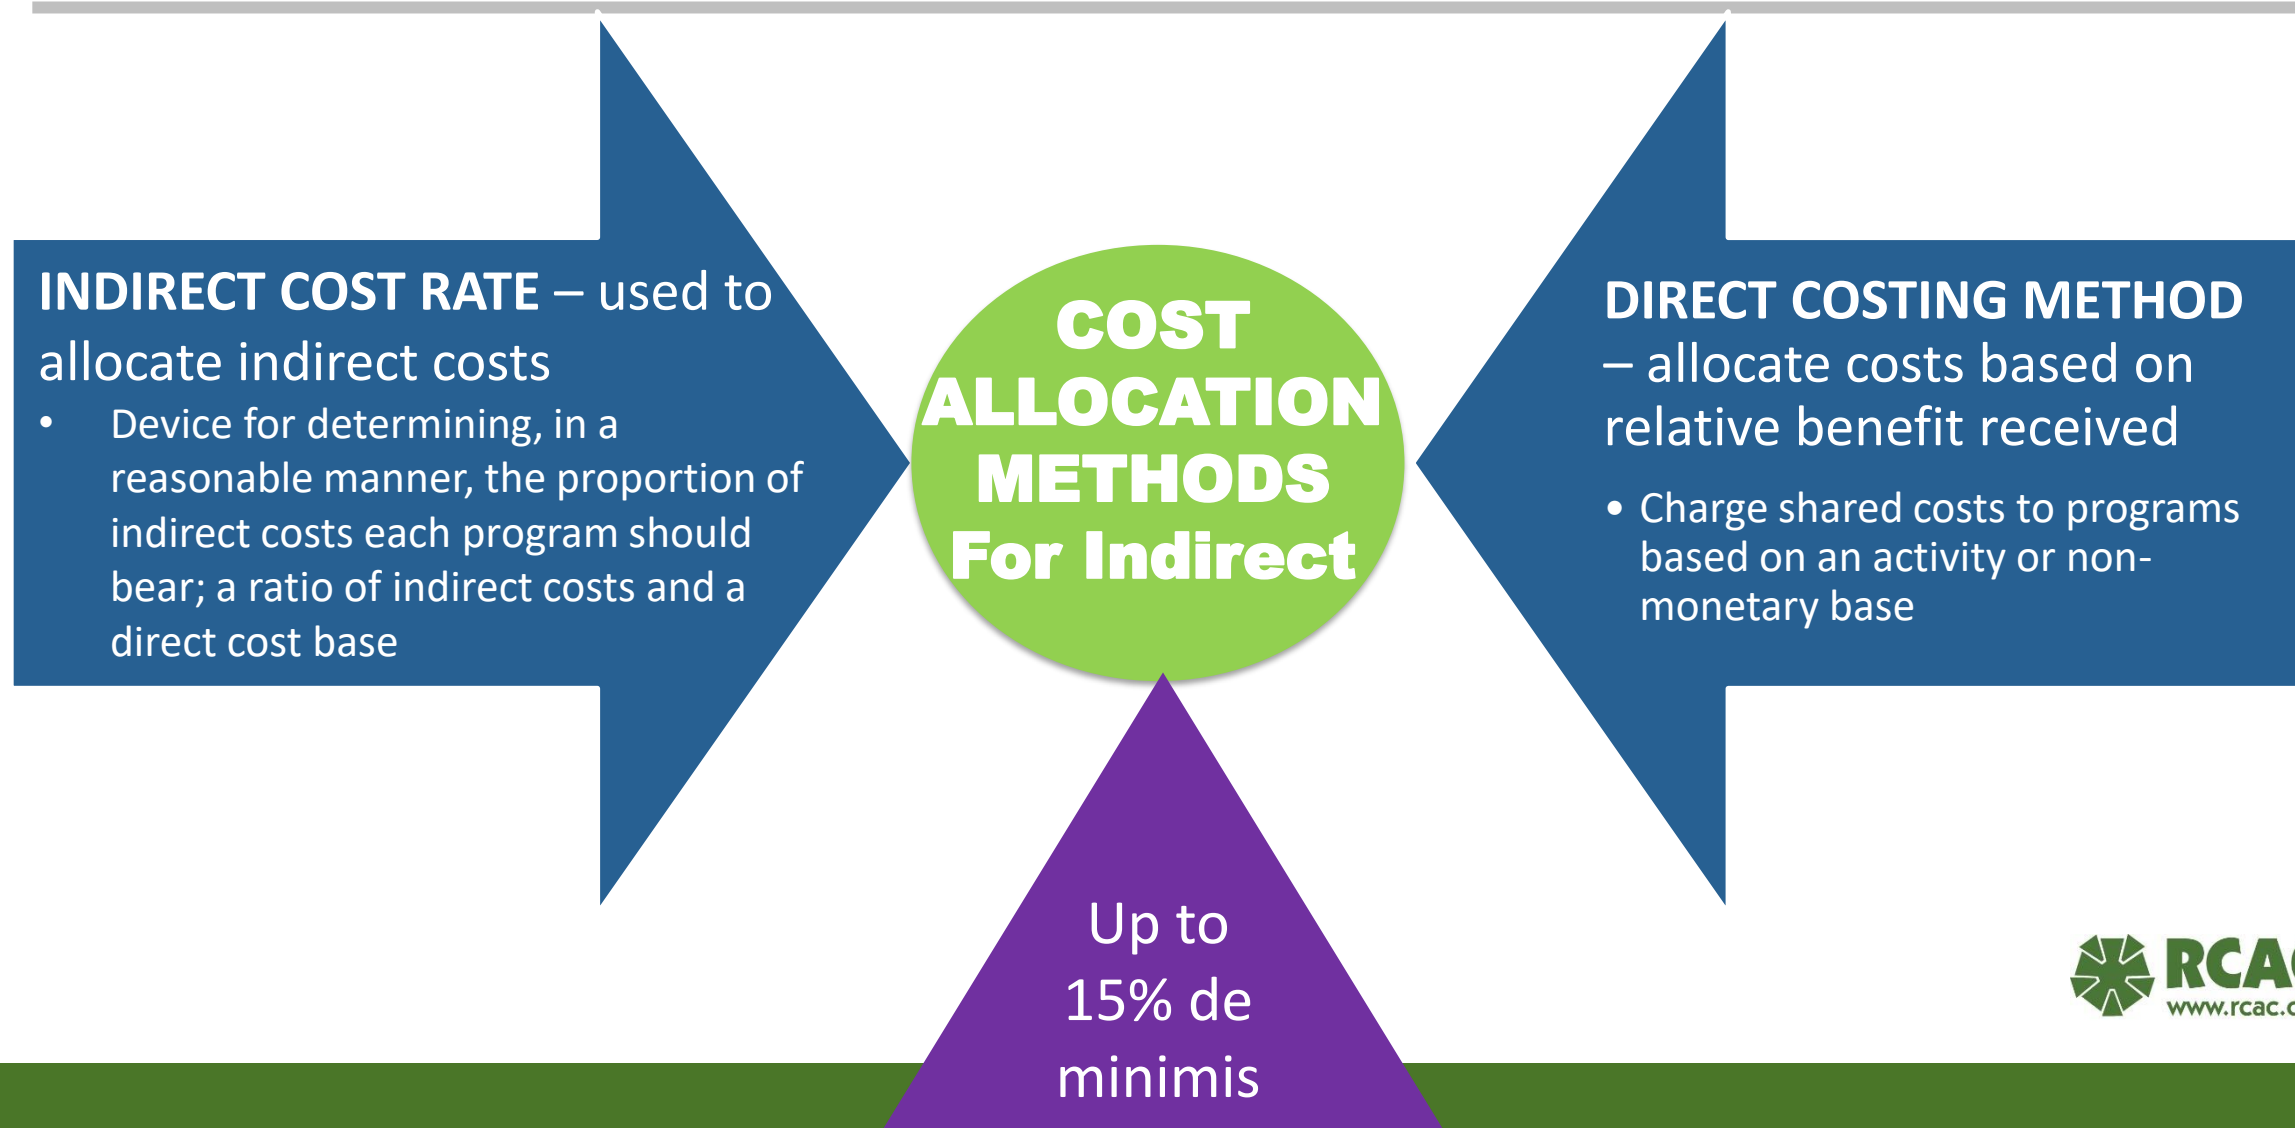 INDIRECT COST RATE – used to
allocate indirect costs
• Device for determining, in a
reasonable manner, the proportion of
indirect costs each program should
bear; a ratio of indirect costs and a
direct cost base
COST
ALLOCATION
METHODS
For Indirect
DIRECT COSTING METHOD
– allocate costs based on
relative benefit received
• Charge shared costs to programs
based on an activity or non-
monetary base
Up to
15% de
minimis
RCAC
www.rcac.o